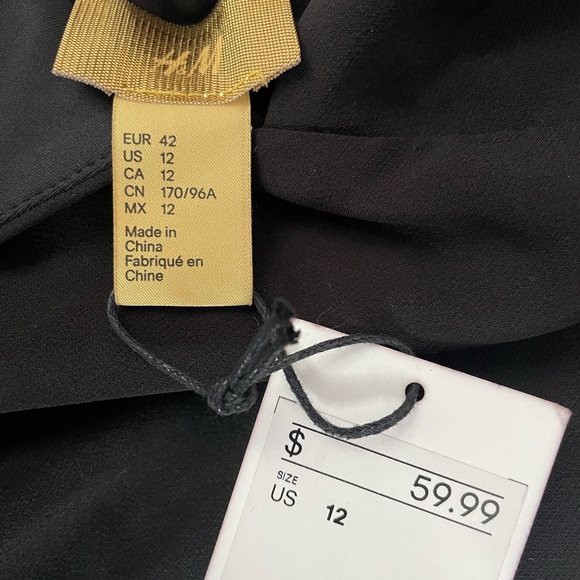 H&M
EUR 42
US 12
CA 12
CN 170/96A
MX 12
Made in
China
Fabriqué en
Chine
$ 59.99
SIZE
US 12